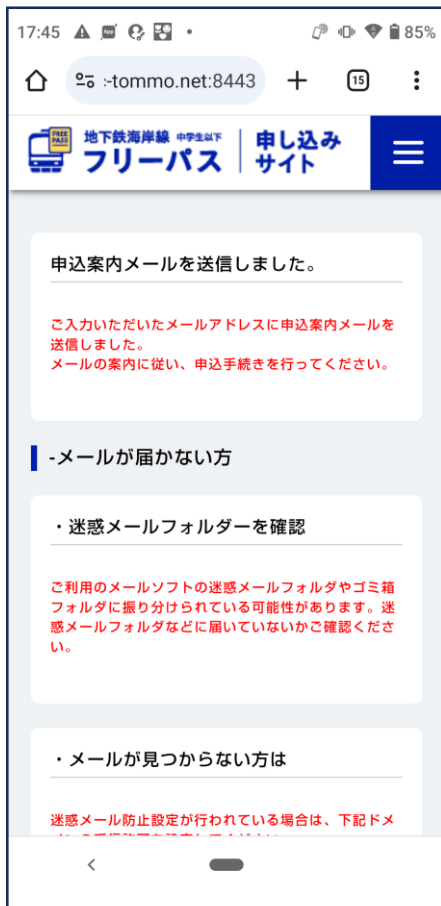 17:45
85%
:-tommo.net:8443
15
FREE PASS
地下鉄海岸線 中学生以下
フリーパス
申し込み
サイト
申込案内メールを送信しました。
ご入力いただいたメールアドレスに申込案内メールを
送信しました。
メールの案内に従い、申込手続きを行ってください。
-メールが届かない方
・迷惑メールフォルダーを確認
ご利用のメールソフトの迷惑メールフォルダやゴミ箱
フォルダに振り分けられている可能性があります。迷
惑メールフォルダなどに届いていないかご確認くださ
い。
・メールが見つからない方は
迷惑メール防止設定が行われている場合は、下記ドメ